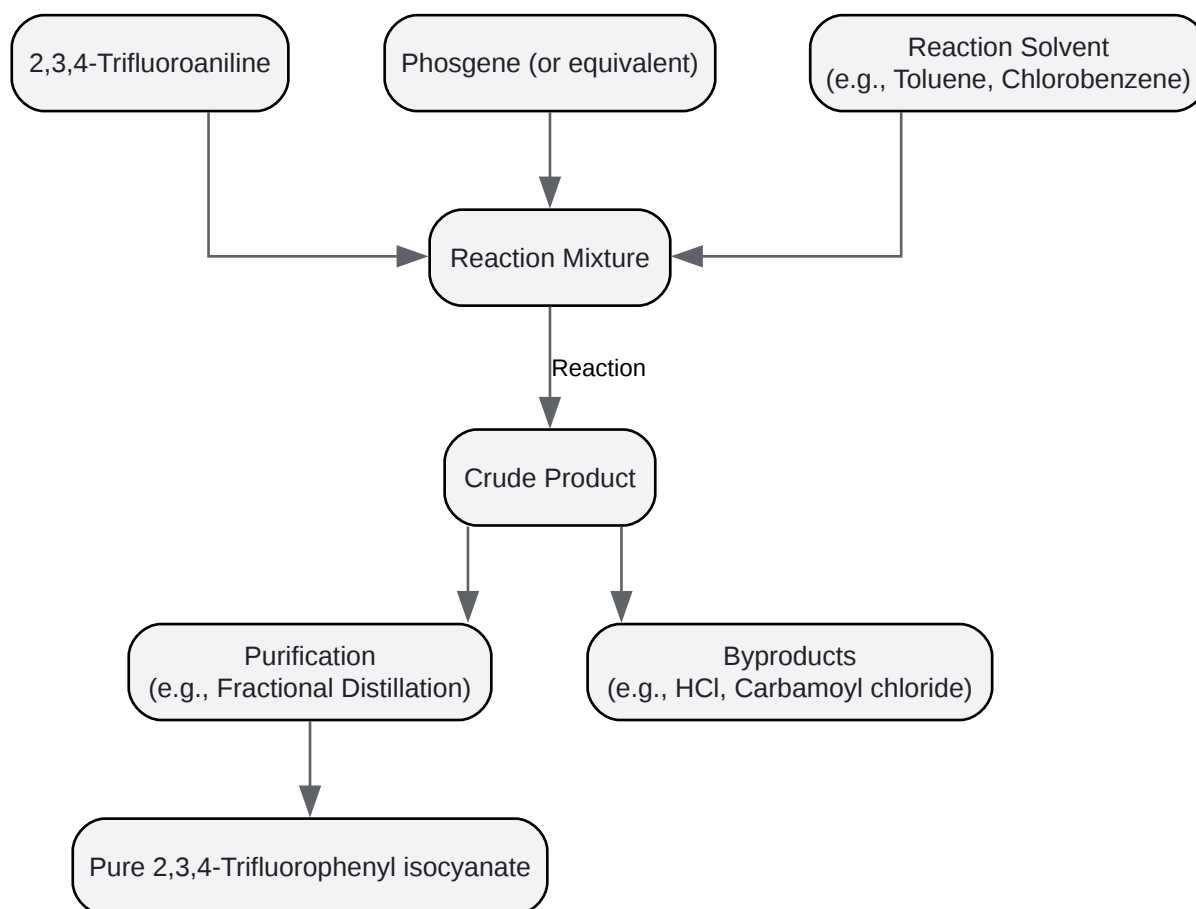 2,3,4-Trifluoroaniline
Phosgene (or equivalent)
Reaction Solvent
(e.g., Toluene, Chlorobenzene)
Reaction Mixture
Reaction
Crude Product
Purification
(e.g., Fractional Distillation)
Byproducts
(e.g., HCl, Carbamoyl chloride)
Pure 2,3,4-Trifluorophenyl isocyanate